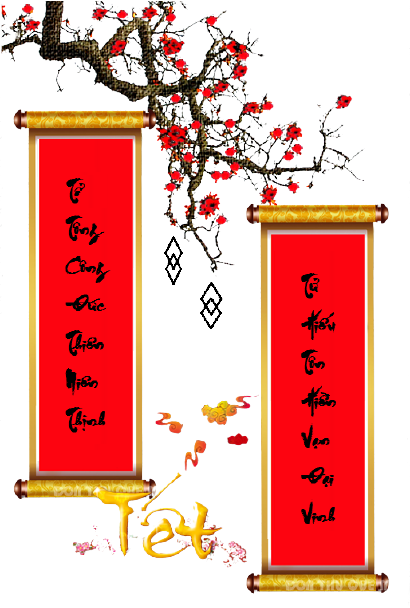 Tổ
Tông
Công
Đức
Thiên
Niên
Thịnh
Tử
Hiếu
Tôn
Hiền
Vạn
Đại
Vinh
Tết